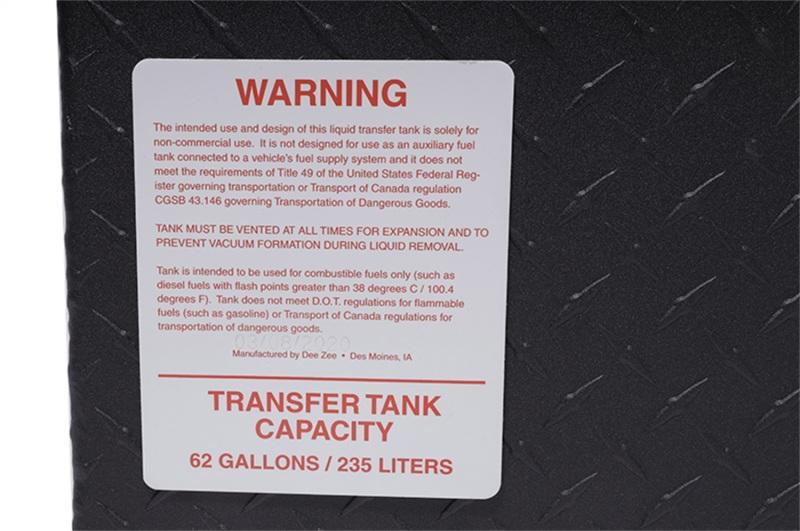 WARNING
The intended use and design of this liquid transfer tank is solely for
non-commercial use. It is not designed for use as an auxiliary fuel
tank connected to a vehicle's fuel supply system and it does not
meet the requirements of Title 49 of the United States Federal Reg-
ister governing transportation or Transport of Canada regulation
CGSB 43.146 governing Transportation of Dangerous Goods.
TANK MUST BE VENTED AT ALL TIMES FOR EXPANSION AND TO
PREVENT VACUUM FORMATION DURING LIQUID REMOVAL.
Tank is intended to be used for combustible fuels only (such as
diesel fuels with flash points greater than 38 degrees C / 100.4
degrees F). Tank does not meet D.O.T. regulations for flammable
fuels (such as gasoline) or Transport of Canada regulations for
transportation of dangerous goods.
03/08/2020
Manufactured by Dee Zee • Des Moines, IA
TRANSFER TANK
CAPACITY
62 GALLONS / 235 LITERS